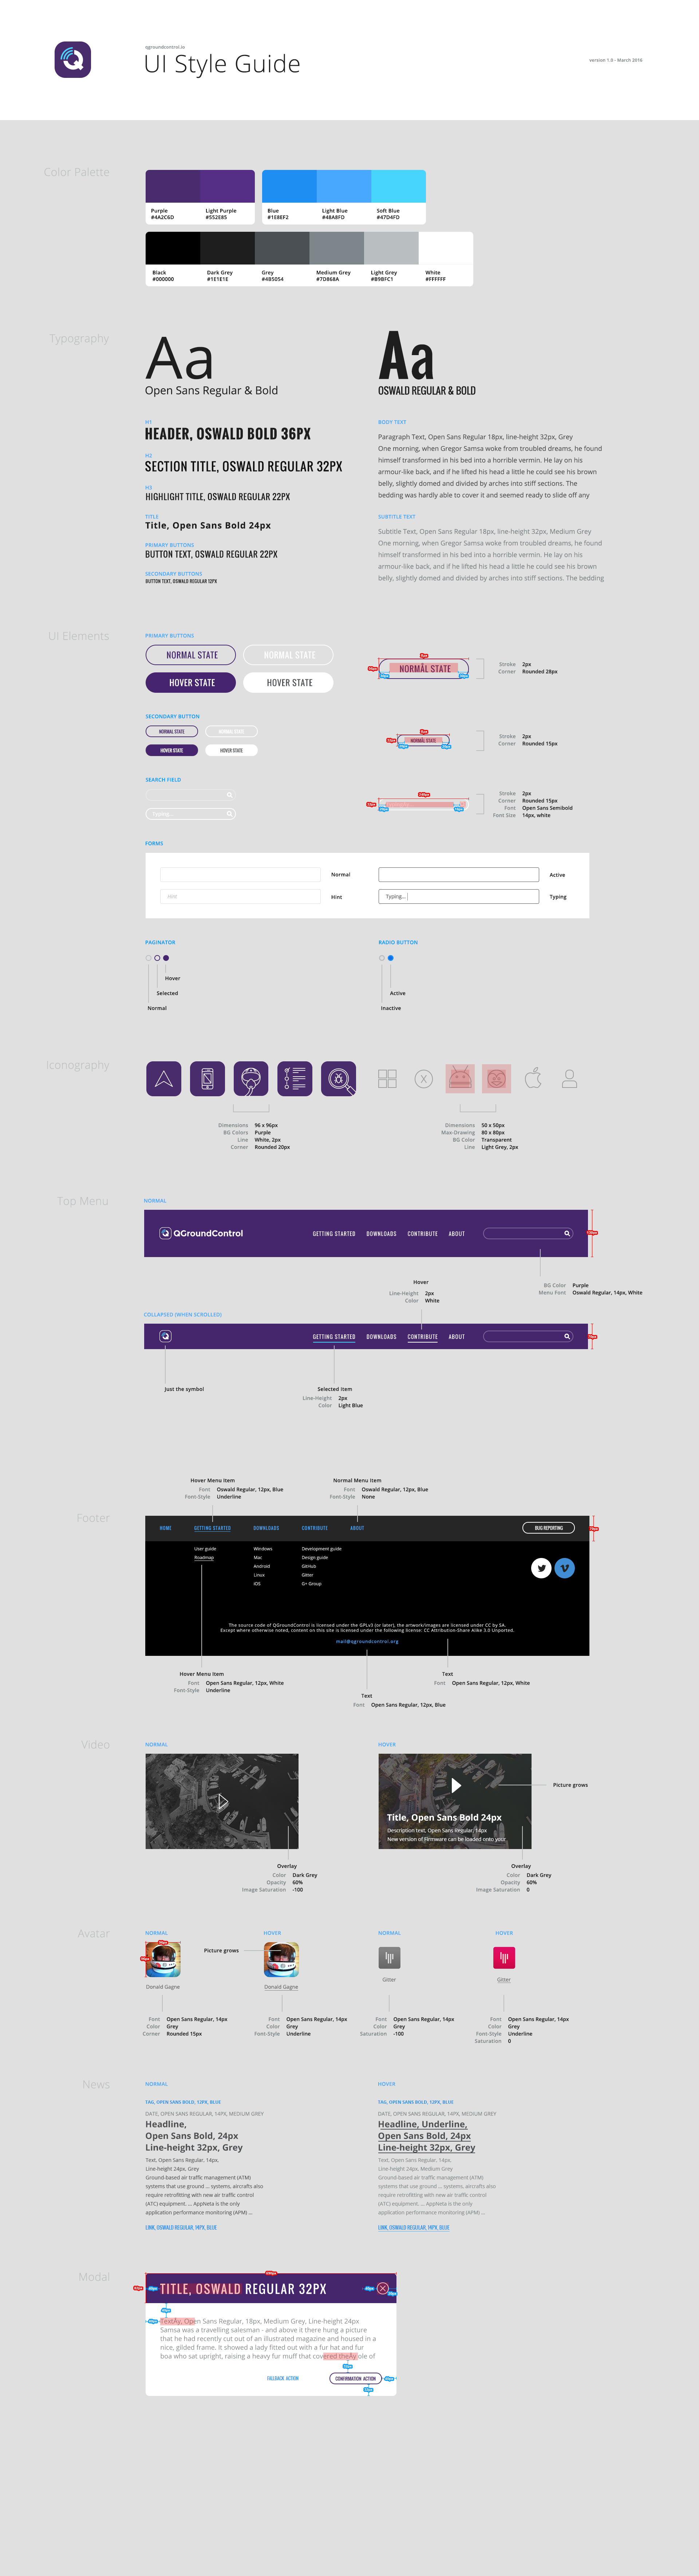 qgroundcontrol.io
UI Style Guide
version 1.0 - March 2016
Color Palette
Purple
#4A2C6D
Light Purple
#552E85
Blue
#1E8EF2
Light Blue
#48A8FD
Soft Blue
#47D4FD
Black
#000000
Dark Grey
#1E1E1E
Grey
#4B5054
Medium Grey
#7D868A
Light Grey
#B9BFC1
White
#FFFFFF
Typography
Aa
Open Sans Regular & Bold
Aa
OSWALD REGULAR & BOLD
H1
HEADER, OSWALD BOLD 36PX
H2
SECTION TITLE, OSWALD REGULAR 32PX
H3
HIGHLIGHT TITLE, OSWALD REGULAR 22PX
TITLE
Title, Open Sans Bold 24px
PRIMARY BUTTONS
BUTTON TEXT, OSWALD REGULAR 22PX
SECONDARY BUTTONS
BUTTON TEXT, OSWALD REGULAR 12PX
BODY TEXT
Paragraph Text, Open Sans Regular 18px, line-height 32px, Grey
One morning, when Gregor Samsa woke from troubled dreams, he found
himself transformed in his bed into a horrible vermin. He lay on his
armour-like back, and if he lifted his head a little he could see his brown
belly, slightly domed and divided by arches into stiff sections. The
bedding was hardly able to cover it and seemed ready to slide off any
SUBTITLE TEXT
Subtitle Text, Open Sans Regular 18px, line-height 32px, Medium Grey
One morning, when Gregor Samsa woke from troubled dreams, he found
himself transformed in his bed into a horrible vermin. He lay on his
armour-like back, and if he lifted his head a little he could see his brown
belly, slightly domed and divided by arches into stiff sections. The bedding
UI Elements
PRIMARY BUTTONS
NORMAL STATE
NORMAL STATE
HOVER STATE
HOVER STATE
NORMAL STATE
Stroke 2px
Corner Rounded 28px
SECONDARY BUTTON
NORMAL STATE
NORMAL STATE
HOVER STATE
HOVER STATE
NORMAL STATE
Stroke 2px
Corner Rounded 15px
SEARCH FIELD
Typing...
Stroke 2px
Corner Rounded 15px
Font Open Sans Semibold
Font Size 14px, white
FORMS
Normal
Active
Hint
Hint
Typing...
Typing
PAGINATOR
Hover
Selected
Normal
RADIO BUTTON
Active
Inactive
Iconography
X
Dimensions 96 x 96px
BG Colors Purple
Line White, 2px
Corner Rounded 20px
Dimensions 50 x 50px
Max-Drawing 80 x 80px
BG Color Transparent
Line Light Grey, 2px
Top Menu
NORMAL
QGroundControl
GETTING STARTED
DOWNLOADS
CONTRIBUTE
ABOUT
BG Color Purple
Menu Font Oswald Regular, 14px, White
Hover
Line-Height 2px
Color White
COLLAPSED (WHEN SCROLLED)
GETTING STARTED
DOWNLOADS
CONTRIBUTE
ABOUT
Just the symbol
Selected Item
Line-Height 2px
Color Light Blue
Hover Menu Item
Font Oswald Regular, 12px, Blue
Font-Style Underline
Normal Menu Item
Font Oswald Regular, 12px, Blue
Font-Style None
Footer
HOME
GETTING STARTED
DOWNLOADS
CONTRIBUTE
ABOUT
BUG REPORTING
User guide
Roadmap
Windows
Mac
Android
Linux
iOS
Development guide
Design guide
GitHub
Gitter
G+ Group
The source code of QGroundControl is licensed under the GPLv3 (or later), the artwork/images are licensed under CC by SA.
Except where otherwise noted, content on this site is licensed under the following license: CC Attribution-Share Alike 3.0 Unported.
mail@qgroundcontrol.org
Hover Menu Item
Font Open Sans Regular, 12px, White
Font-Style Underline
Text
Font Open Sans Regular, 12px, White
Text
Font Open Sans Regular, 12px, Blue
Video
NORMAL
Overlay
Color Dark Grey
Opacity 60%
Image Saturation -100
HOVER
Title, Open Sans Bold 24px
Description text, Open Sans Regular, 14px
New version of Firmware can be loaded onto your
Picture grows
Overlay
Color Dark Grey
Opacity 60%
Image Saturation 0
Avatar
NORMAL
Donald Gagne
Font Open Sans Regular, 14px
Color Grey
Corner Rounded 15px
HOVER
Picture grows
Donald Gagne
Font Open Sans Regular, 14px
Color Grey
Font-Style Underline
NORMAL
Gitter
Font Open Sans Regular, 14px
Color Grey
Saturation -100
HOVER
Gitter
Font Open Sans Regular, 14px
Color Grey
Font-Style Underline
Saturation 0
News
NORMAL
TAG, OPEN SANS BOLD, 12PX, BLUE
DATE, OPEN SANS REGULAR, 14PX, MEDIUM GREY
Headline,
Open Sans Bold, 24px
Line-height 32px, Grey
Text, Open Sans Regular, 14px,
Line-height 24px, Grey
Ground-based air traffic management (ATM)
systems that use ground ... systems, aircrafts also
require retrofitting with new air traffic control
(ATC) equipment. ... AppNeta is the only
application performance monitoring (APM) ...
LINK, OSWALD REGULAR, 14PX, BLUE
HOVER
TAG, OPEN SANS BOLD, 12PX, BLUE
DATE, OPEN SANS REGULAR, 14PX, MEDIUM GREY
Headline, Underline,
Open Sans Bold, 24px
Line-height 32px, Grey
Text, Open Sans Regular, 14px,
Line-height 24px, Medium Grey
Ground-based air traffic management (ATM)
systems that use ground ... systems, aircrafts also
require retrofitting with new air traffic control
(ATC) equipment. ... AppNeta is the only
application performance monitoring (APM) ...
LINK, OSWALD REGULAR, 14PX, BLUE
Modal
TITLE, OSWALD REGULAR 32PX
TextÅy, Open Sans Regular, 18px, Medium Grey, Line-height 24px
Samsa was a travelling salesman - and above it there hung a picture
that he had recently cut out of an illustrated magazine and housed in a
nice, gilded frame. It showed a lady fitted out with a fur hat and fur
boa who sat upright, raising a heavy fur muff that covered theÅy ole of
FALLBACK ACTION
CONFIRMATION ACTION